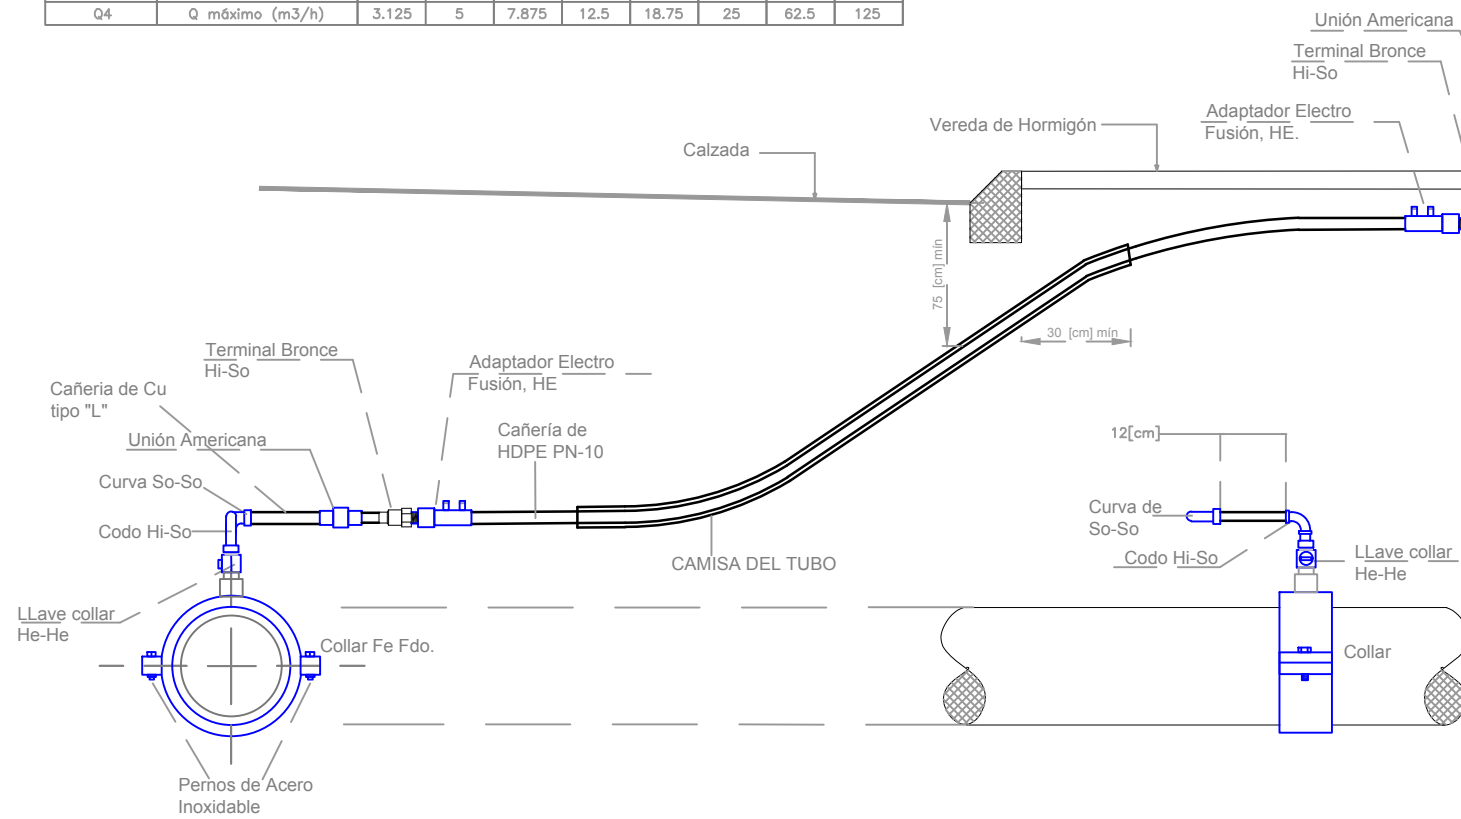 Q4 Q máximo (m3/h) 3.125 5 7.875 12.5 18.75 25 62.5 125
Unión Americana
Terminal Bronce
Hi-So
Adaptador Electro
Fusión, HE.
Vereda de Hormigón
Calzada
75 [cm] mín
30 [cm] mín
Terminal Bronce
Hi-So
Adaptador Electro
Fusión, HE
Cañeria de Cu
tipo "L"
Unión Americana
Cañería de
HDPE PN-10
Curva So-So
Codo Hi-So
CAMISA DEL TUBO
LLave collar
He-He
Collar Fe Fdo.
Pernos de Acero
Inoxidable
12[cm]
Curva de
So-So
Codo Hi-So
LLave collar
He-He
Collar